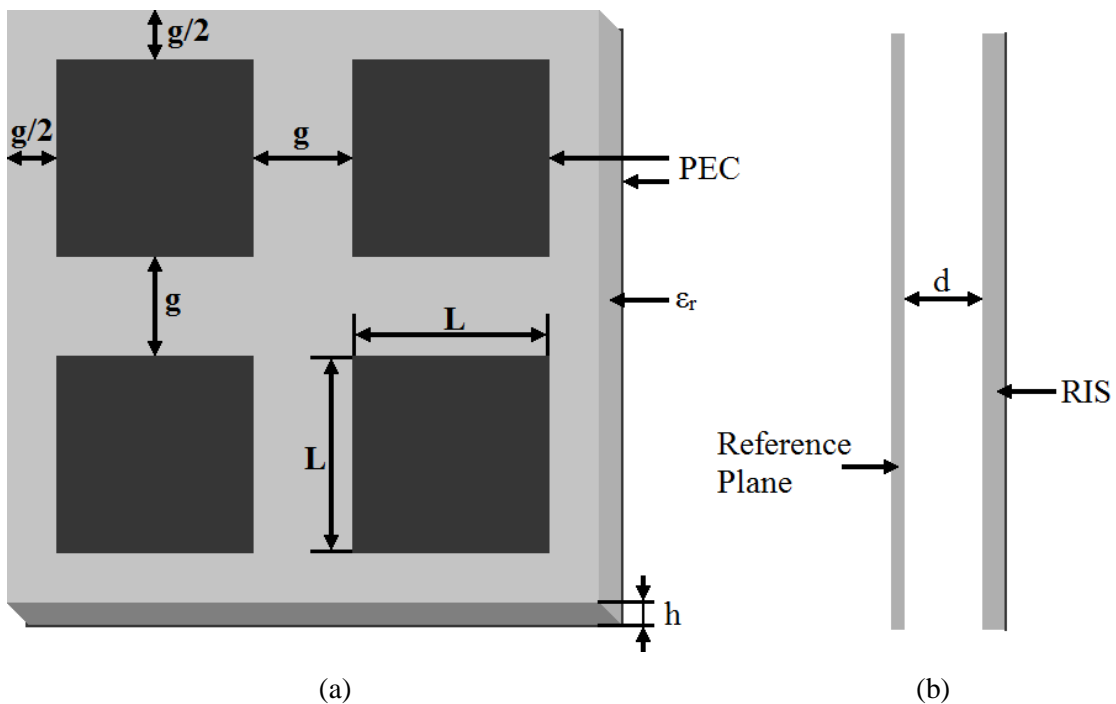 g/2
g/2
g
PEC
g
εr
L
L
h
d
RIS
Reference
Plane
(a)
(b)